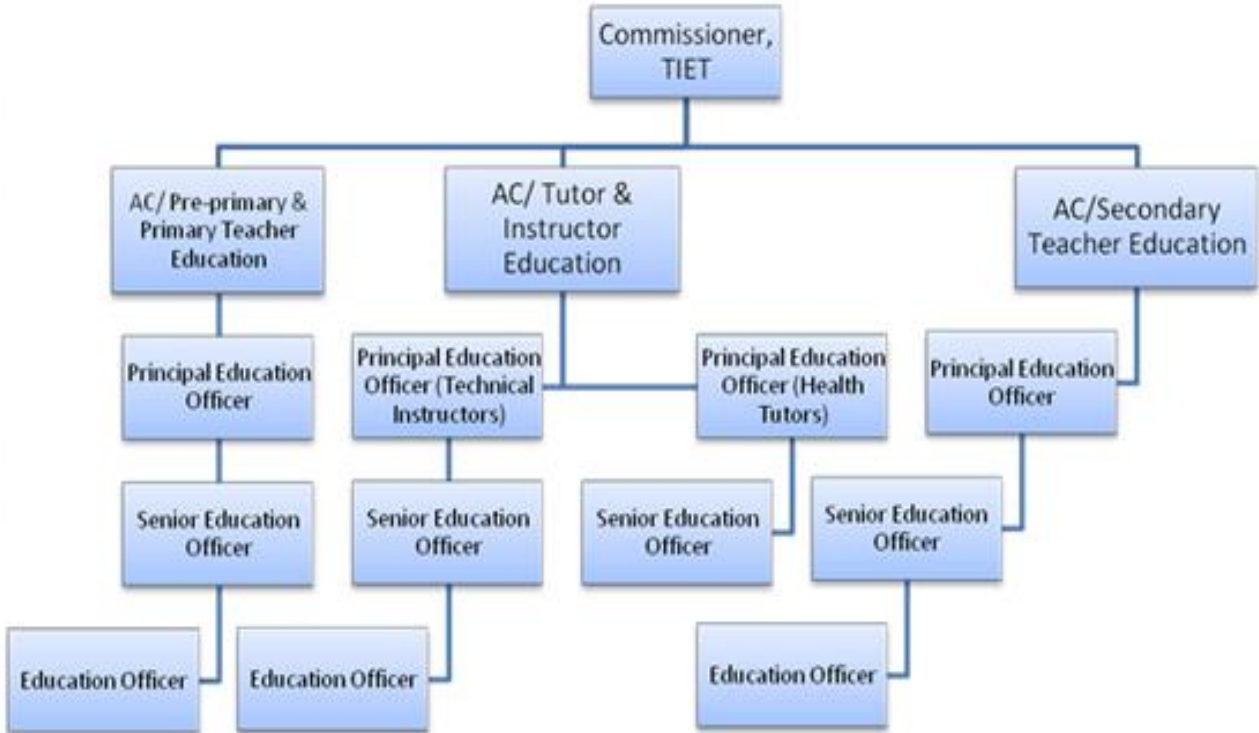 Commissioner,
TIET
AC/ Pre-primary &
Primary Teacher
Education
AC/ Tutor &
Instructor
Education
AC/Secondary
Teacher Education
Principal Education
Officer
Principal Education
Officer (Technical
Instructors)
Principal Education
Officer (Health
Tutors)
Principal Education
Officer
Senior Education
Officer
Senior Education
Officer
Senior Education
Officer
Senior Education
Officer
Education Officer
Education Officer
Education Officer